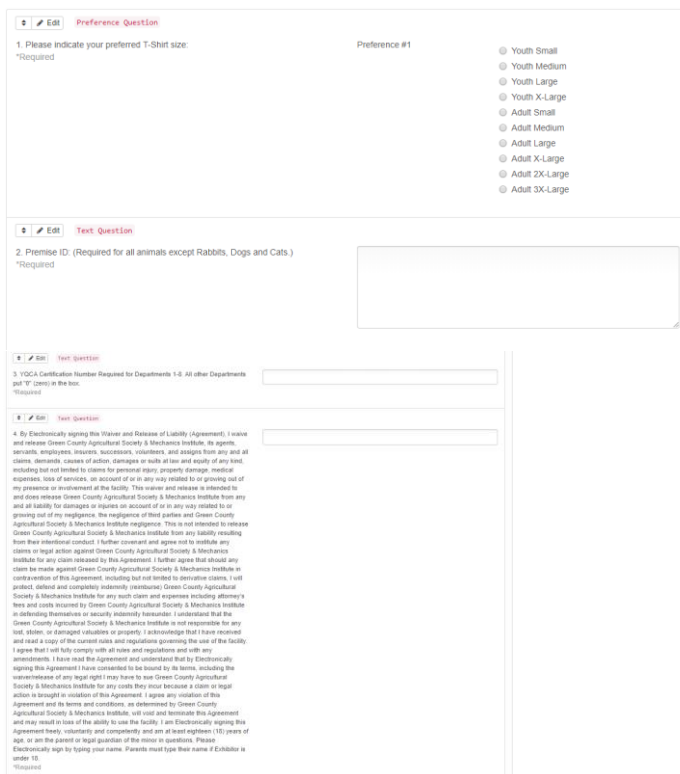 Edit Preference Question
1. Please indicate your preferred T-Shirt size:
*Required
Preference #1
Youth Small
Youth Medium
Youth Large
Youth X-Large
Adult Small
Adult Medium
Adult Large
Adult X-Large
Adult 2X-Large
Adult 3X-Large
Edit Text Question
2. Premise ID: (Required for all animals except Rabbits, Dogs and Cats.)
*Required
Edit Text Question
3. YQCA Certification Number Required for Departments 1-8. All other Departments
put "0" (zero) in the box.
*Required
Edit Text Question
4. By Electronically signing this Waiver and Release of Liability (Agreement), I waive
and release Green County Agricultural Society & Mechanics Institute, its agents,
servants, employees, insurers, successors, volunteers, and assigns from any and all
claims, demands, causes of action, damages or suits at law and equity of any kind,
including but not limited to claims for personal injury, property damage, medical
expenses, loss of services, on account of or in any way related to or growing out of
my presence or involvement at the facility. This waiver and release is intended to
and does release Green County Agricultural Society & Mechanics Institute from any
and all liability for damages or injuries on account of or in any way related to or
growing out of my negligence, the negligence of third parties and Green County
Agricultural Society & Mechanics Institute negligence. This is not intended to release
Green County Agricultural Society & Mechanics Institute from any liability resulting
from their intentional conduct. I further covenant and agree not to institute any
claims or legal action against Green County Agricultural Society & Mechanics
Institute for any claim released by this Agreement. I further agree that should any
claim be made against Green County Agricultural Society & Mechanics Institute in
contravention of this Agreement, including but not limited to derivative claims, I will
protect, defend and completely indemnify (reimburse) Green County Agricultural
Society & Mechanics Institute for any such claim and expenses including attorney's
fees and costs incurred by Green County Agricultural Society & Mechanics Institute
in defending themselves or security indemnity hereunder. I understand that the
Green County Agricultural Society & Mechanics Institute is not responsible for any
lost, stolen, or damaged valuables or property. I acknowledge that I have received
and read a copy of the current rules and regulations governing the use of the facility.
I agree that I will fully comply with all rules and regulations and with any
amendments. I have read the Agreement and understand that by Electronically
signing this Agreement I have consented to be bound by its terms, including the
waiver/release of any legal right I may have to sue Green County Agricultural
Society & Mechanics Institute for any costs they incur because a claim or legal
action is brought in violation of this Agreement. I agree any violation of this
Agreement and its terms and conditions, as determined by Green County
Agricultural Society & Mechanics Institute, will void and terminate this Agreement
and may result in loss of the ability to use the facility. I am Electronically signing this
Agreement freely, voluntarily and competently and am at least eighteen (18) years of
age, or am the parent or legal guardian of the minor in questions. Please
Electronically sign by typing your name. Parents must type their name if Exhibitor is
under 18.
*Required